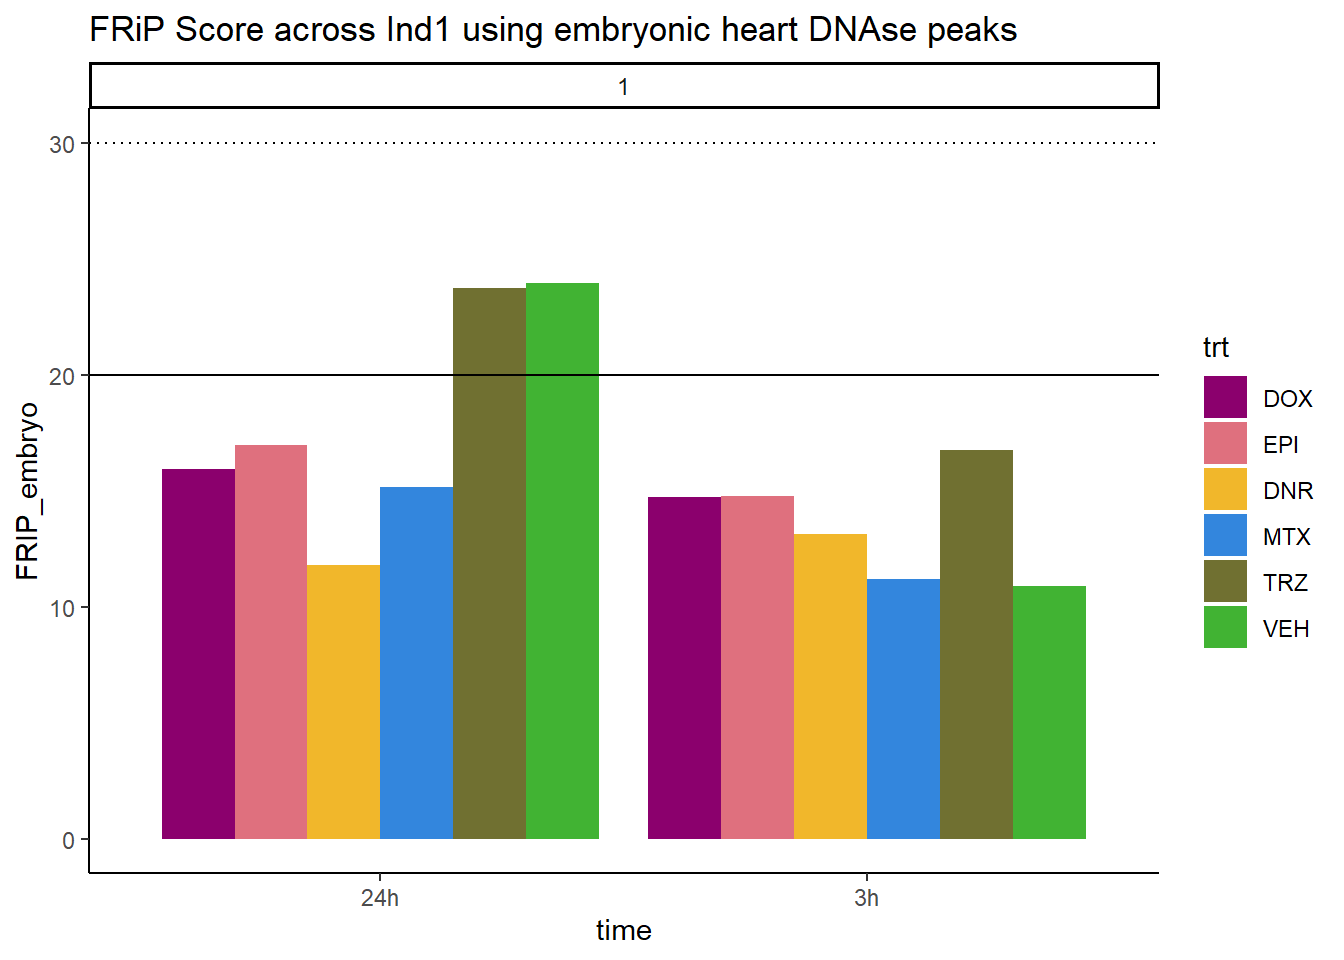 FRiP Score across Ind1 using embryonic heart DNAse peaks
1
30
20
10
0
FRIP_embryo
24h
3h
time
trt
DOX
EPI
DNR
MTX
TRZ
VEH